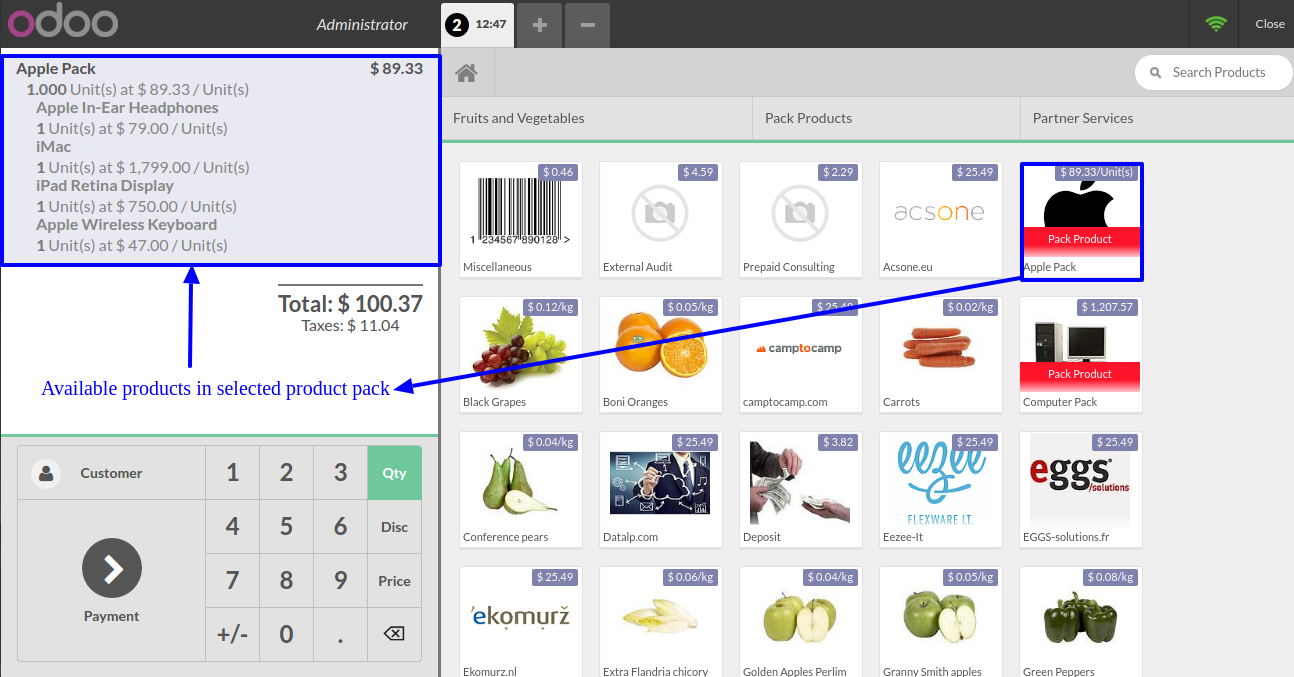 odoo
Administrator
2 12:47
Close
Apple Pack $ 89.33
1.000 Unit(s) at $ 89.33 / Unit(s)
Apple In-Ear Headphones
1 Unit(s) at $ 79.00 / Unit(s)
iMac
1 Unit(s) at $ 1,799.00 / Unit(s)
iPad Retina Display
1 Unit(s) at $ 750.00 / Unit(s)
Apple Wireless Keyboard
1 Unit(s) at $ 47.00 / Unit(s)
Total: $ 100.37
Taxes: $ 11.04
Available products in selected product pack
Customer
1 2 3 Qty
4 5 6 Disc
7 8 9 Price
+/- 0 .
Payment
Search Products
Fruits and Vegetables Pack Products Partner Services
$ 0.46
1 234567 890128 >
Miscellaneous
$ 4.59
External Audit
$ 2.29
Prepaid Consulting
$ 25.49
acsone
Acsone.eu
$ 89.33/Unit(s)
Pack Product
Apple Pack
$ 0.12/kg
Black Grapes
$ 0.05/kg
Boni Oranges
$ 25.49
camptocamp
camptocamp.com
$ 0.02/kg
Carrots
$ 1,207.57
Pack Product
Computer Pack
$ 0.04/kg
Conference pears
$ 25.49
Datalp.com
$ 3.82
Deposit
$ 25.49
eezee
FLEXWARE I.T.
Eezee-It
$ 25.49
eggs
/solutions
EGGS-solutions.fr
$ 25.49
'ekomurž
Ekomurz.nl
$ 0.06/kg
Extra Flandria chicory
$ 0.04/kg
Golden Apples Perlim
$ 0.05/kg
Granny Smith apples
$ 0.08/kg
Green Peppers